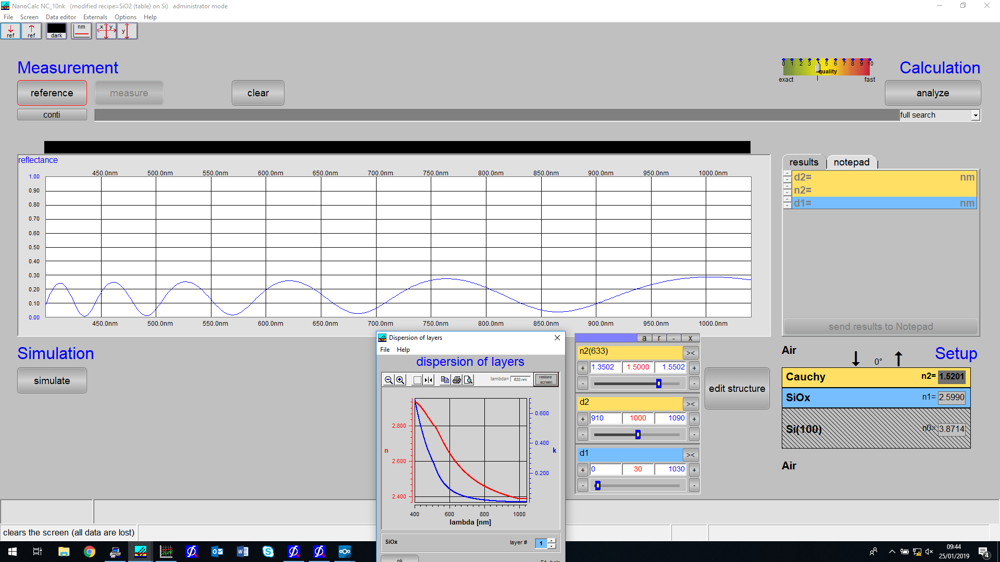 NanoCalc NC_10nk (modified recipe=SiO2 (table) on Si) administrator mode
File Screen Data editor Externals Options Help
ref ref dark nm x y y
Measurement
0 1 2 3 4 5 6 7 8 9 10
quality
exact fast
Calculation
reference measure clear analyze
conti
full search
reflectance
450.0nm 500.0nm 550.0nm 600.0nm 650.0nm 700.0nm 750.0nm 800.0nm 850.0nm 900.0nm 950.0nm 1000.0nm
1.00
0.90
0.80
0.70
0.60
0.50
0.40
0.30
0.20
0.10
0.00
450.0nm 500.0nm 550.0nm 600.0nm 650.0nm 700.0nm 750.0nm 800.0nm 850.0nm 900.0nm 950.0nm 1000.0nm
results notepad
d2= nm
n2=
d1= nm
send results to Notepad
Simulation
simulate
Dispersion of layers
File Help
dispersion of layers
lambda= 633 nm
restore
screen
2.800
2.600
2.400
n
0.600
0.400
0.200
k
400 600 800 1000
lambda [nm]
SiOx layer # 1
ok F1 help
a r - x
n2(633) ><
+ 1.3502 1.5000 1.5502 +
- -
d2 ><
+ 910 1000 1090 +
- -
d1 ><
+ 0 30 1030 +
- -
edit structure
Air 0° Setup
Cauchy n2= 1.5201
SiOx n1= 2.5990
Si(100) n0= 3.8714
Air
clears the screen (all data are lost)
09:44
25/01/2019
4